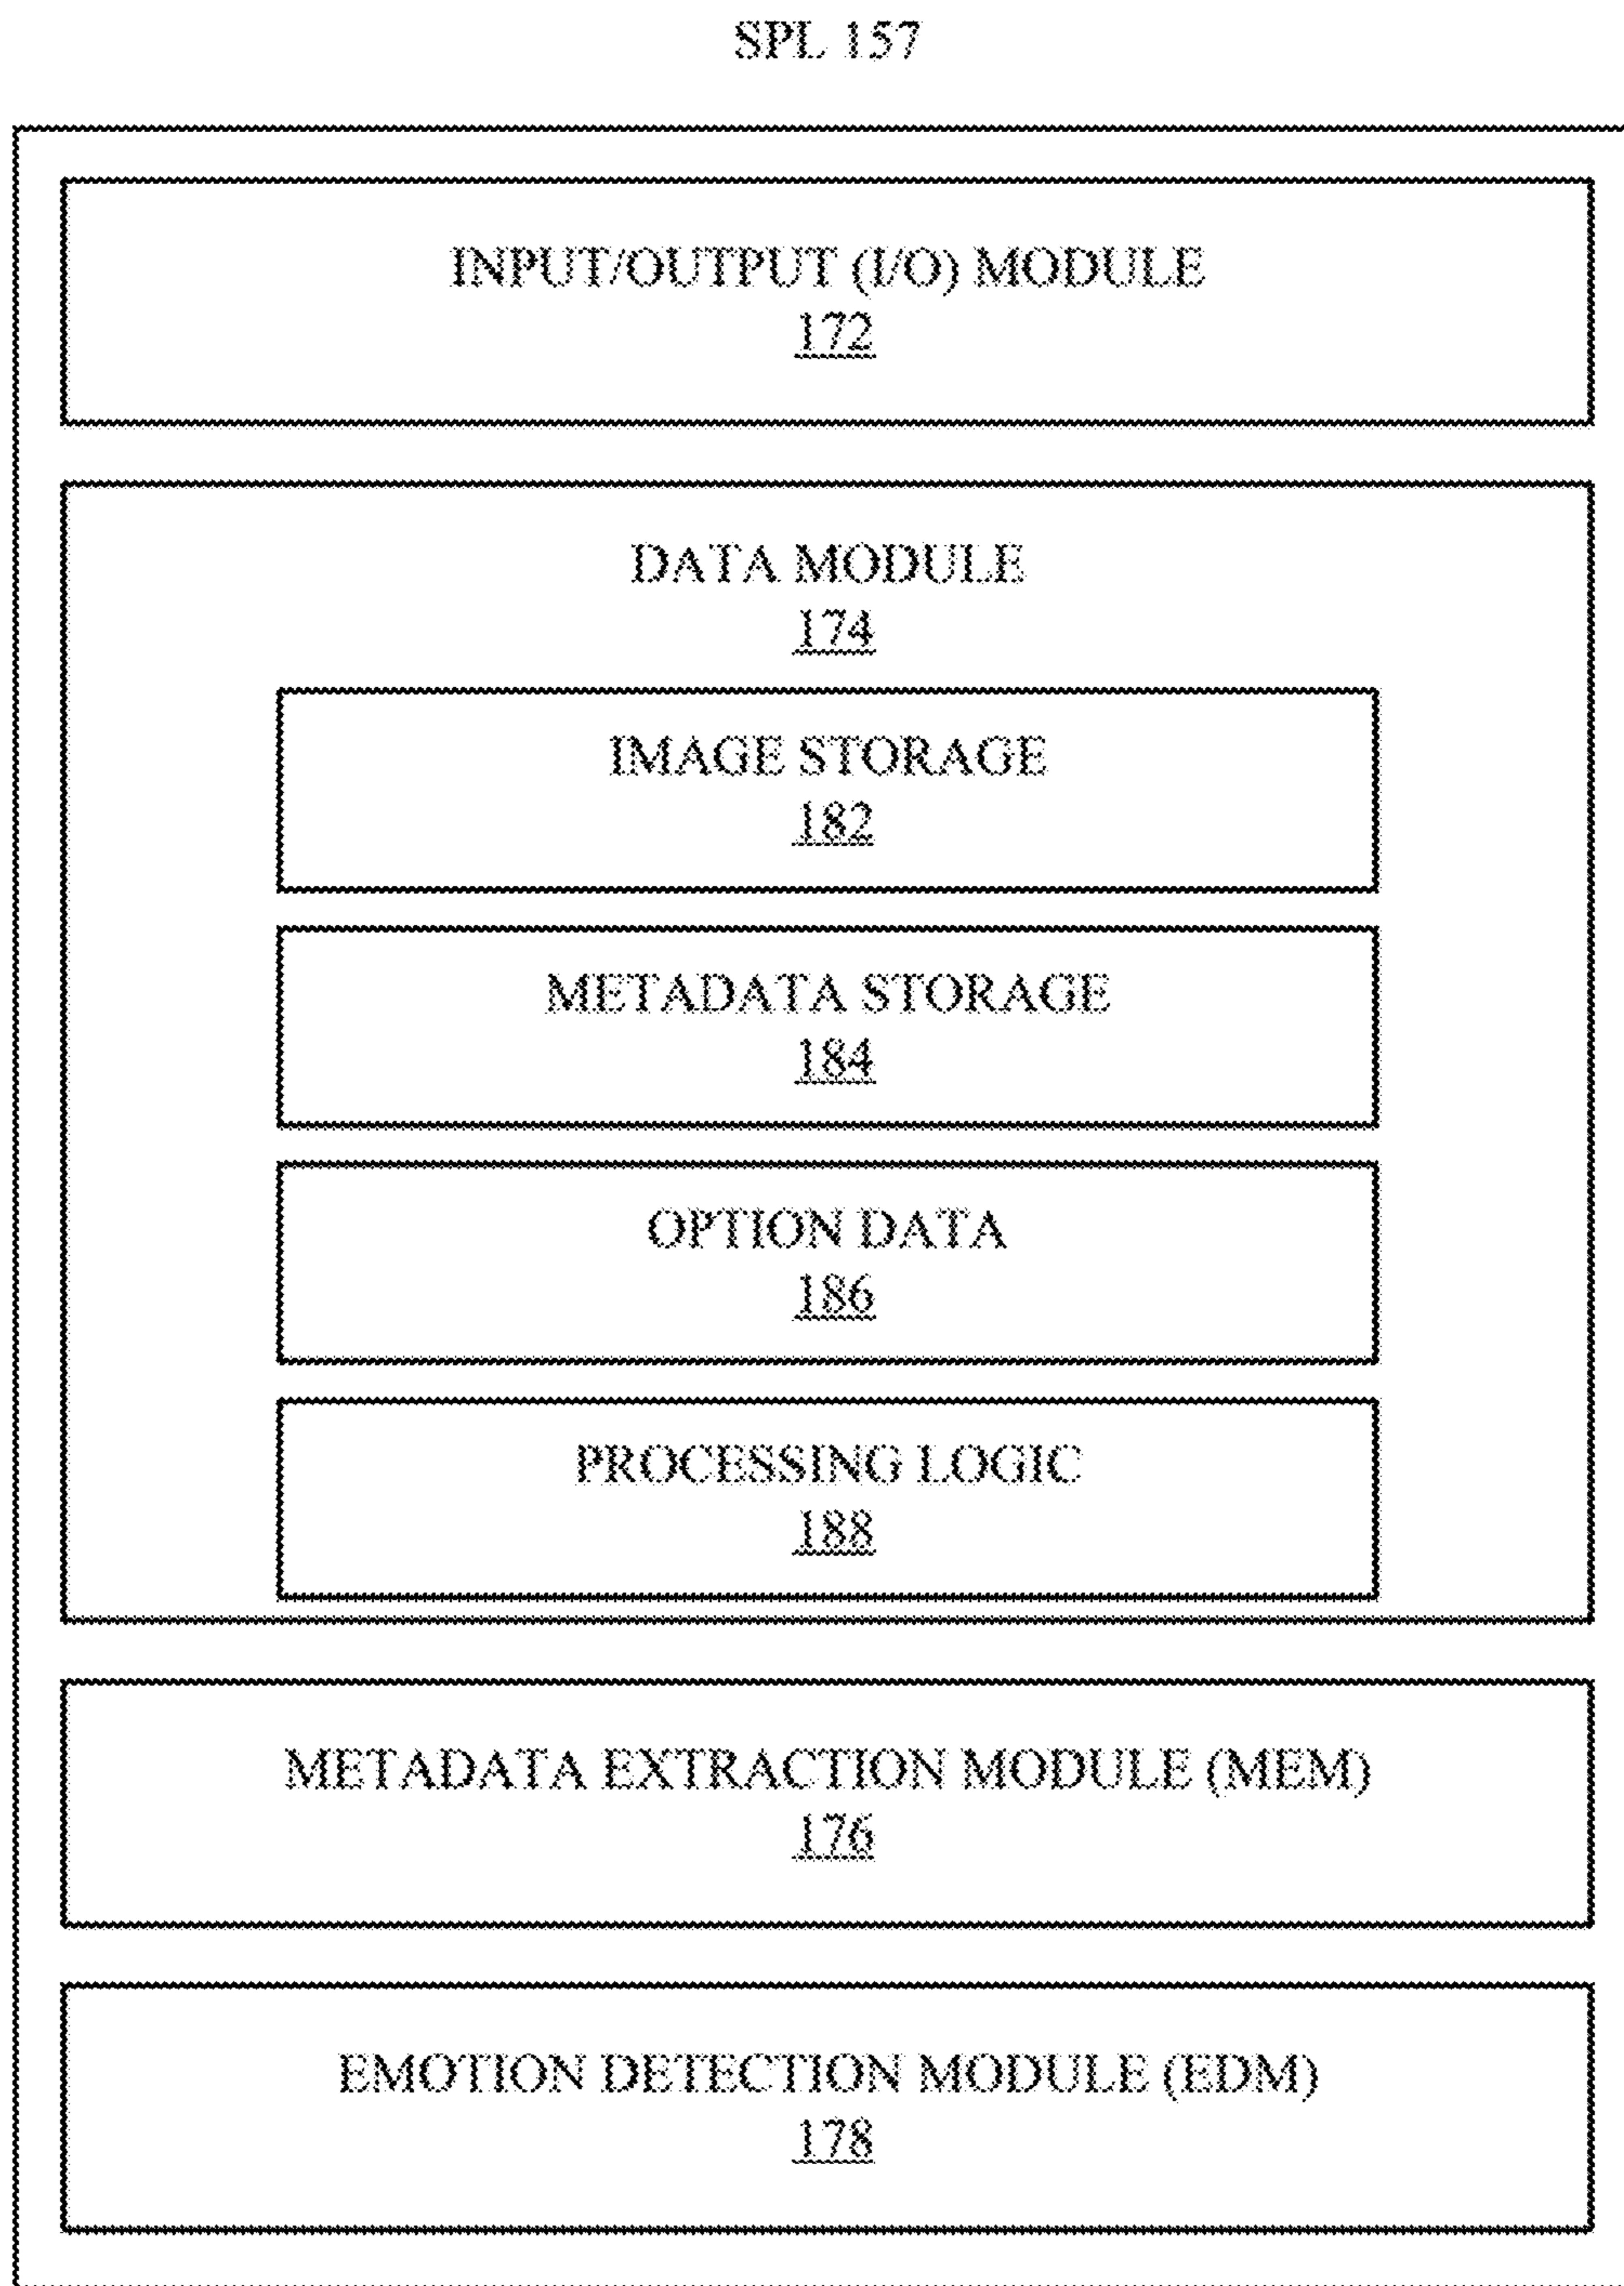 SPL 157
INPUT/OUTPUT (I/O) MODULE
172
DATA MODULE
174
IMAGE STORAGE
182
METADATA STORAGE
184
OPTION DATA
186
PROCESSING LOGIC
188
METADATA EXTRACTION MODULE (MEM)
176
EMOTION DETECTION MODULE (EDM)
178